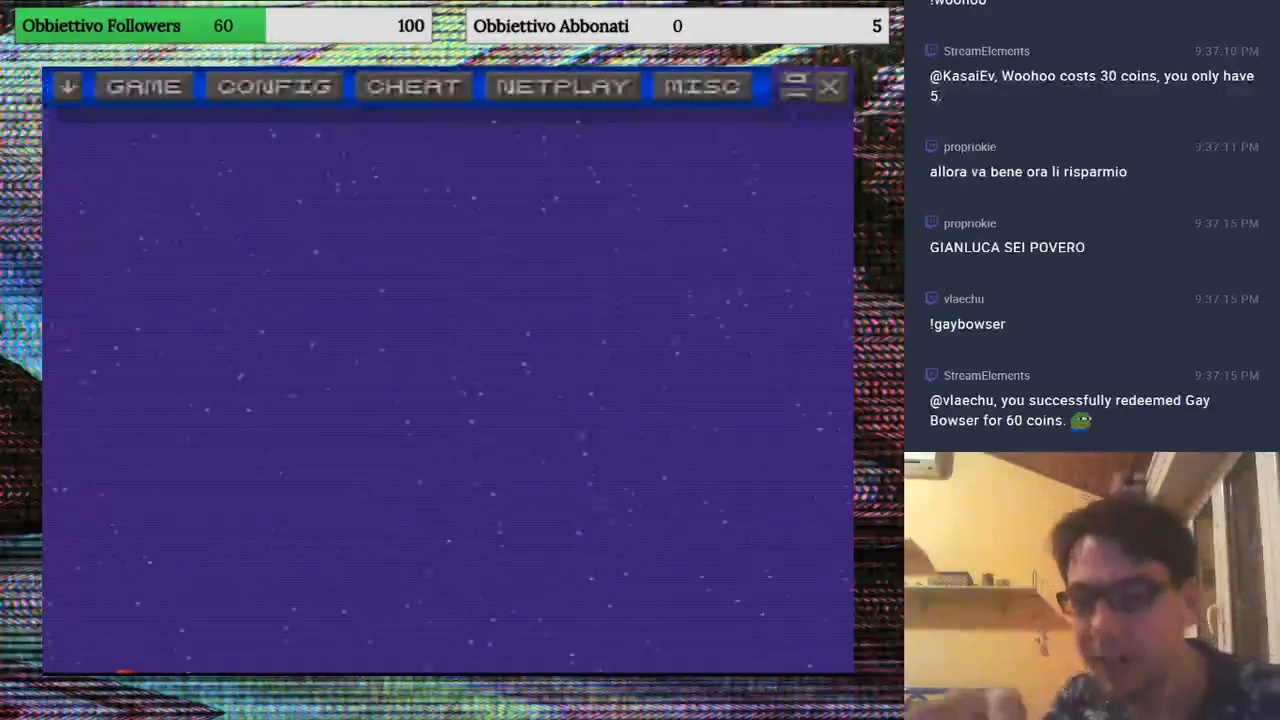 Obbiettivo Followers 60 100
Obbiettivo Abbonati 0 5
GAME CONFIG CHEAT NETPLAY MISC
!woohoo
StreamElements 9:37:10 PM
@KasaiEv, Woohoo costs 30 coins, you only have
5.
propriokie 9:37:11 PM
allora va bene ora li risparmio
propriokie 9:37:15 PM
GIANLUCA SEI POVERO
vlaechu 9:37:15 PM
!gaybowser
StreamElements 9:37:15 PM
@vlaechu, you successfully redeemed Gay
Bowser for 60 coins.